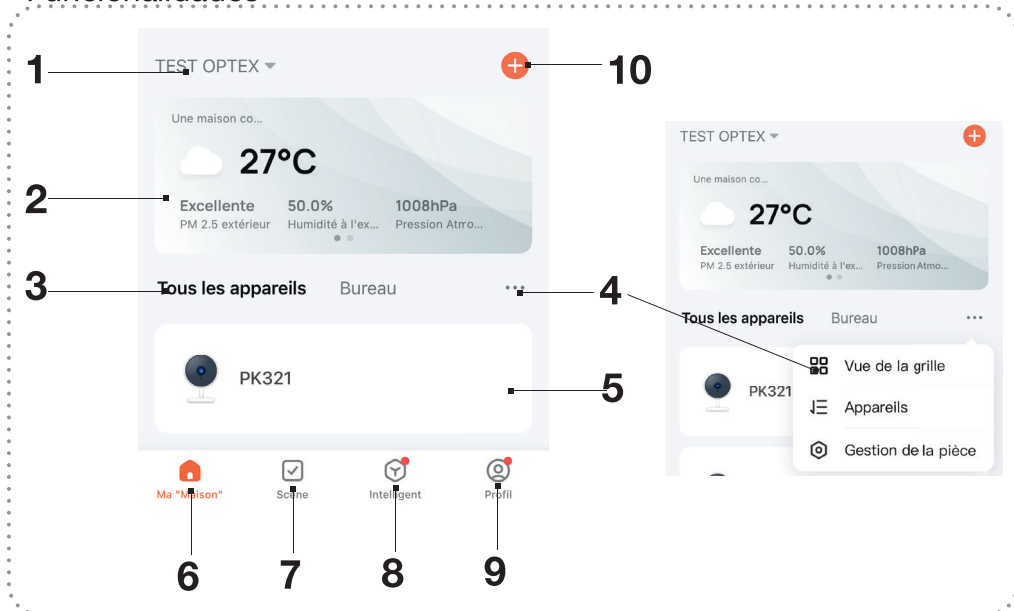 1
TEST OPTEX
10
Une maison co...
27°C
2
Excellente 50.0% 1008hPa
PM 2.5 extérieur Humidité à l'ex... Pression Atmo...
3
Tous les appareils Bureau ...
4
PK321
5
Ma "Maison" Scène Intelligent Profil
6 7 8 9
TEST OPTEX
Une maison co...
27°C
Excellente 50.0% 1008hPa
PM 2.5 extérieur Humidité à l'ex... Pression Atmo...
Tous les appareils Bureau ...
PK321
Vue de la grille
Appareils
Gestion de la pièce